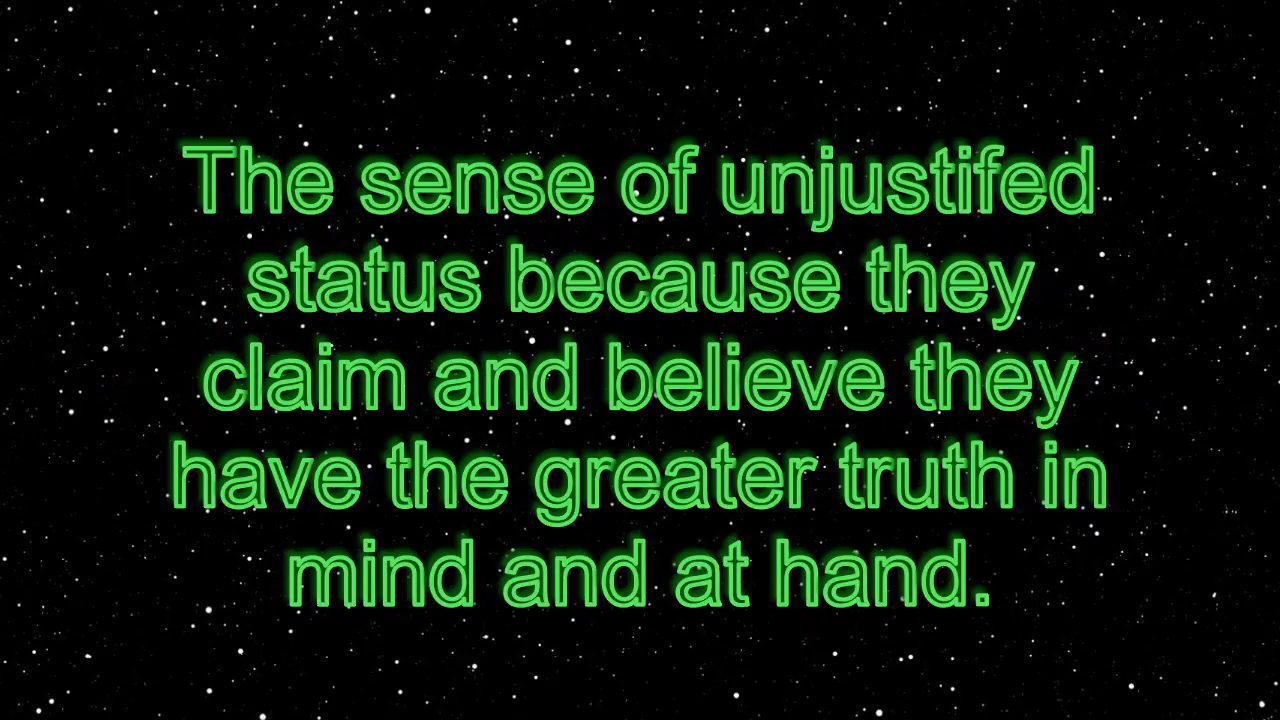 The sense of unjustifed
status because they
claim and believe they
have the greater truth in
mind and at hand.